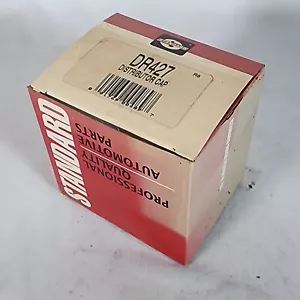 DR427
DISTRIBUTOR CAP
STANDARD
PROFESSIONAL
QUALITY
AUTOMOTIVE
PARTS